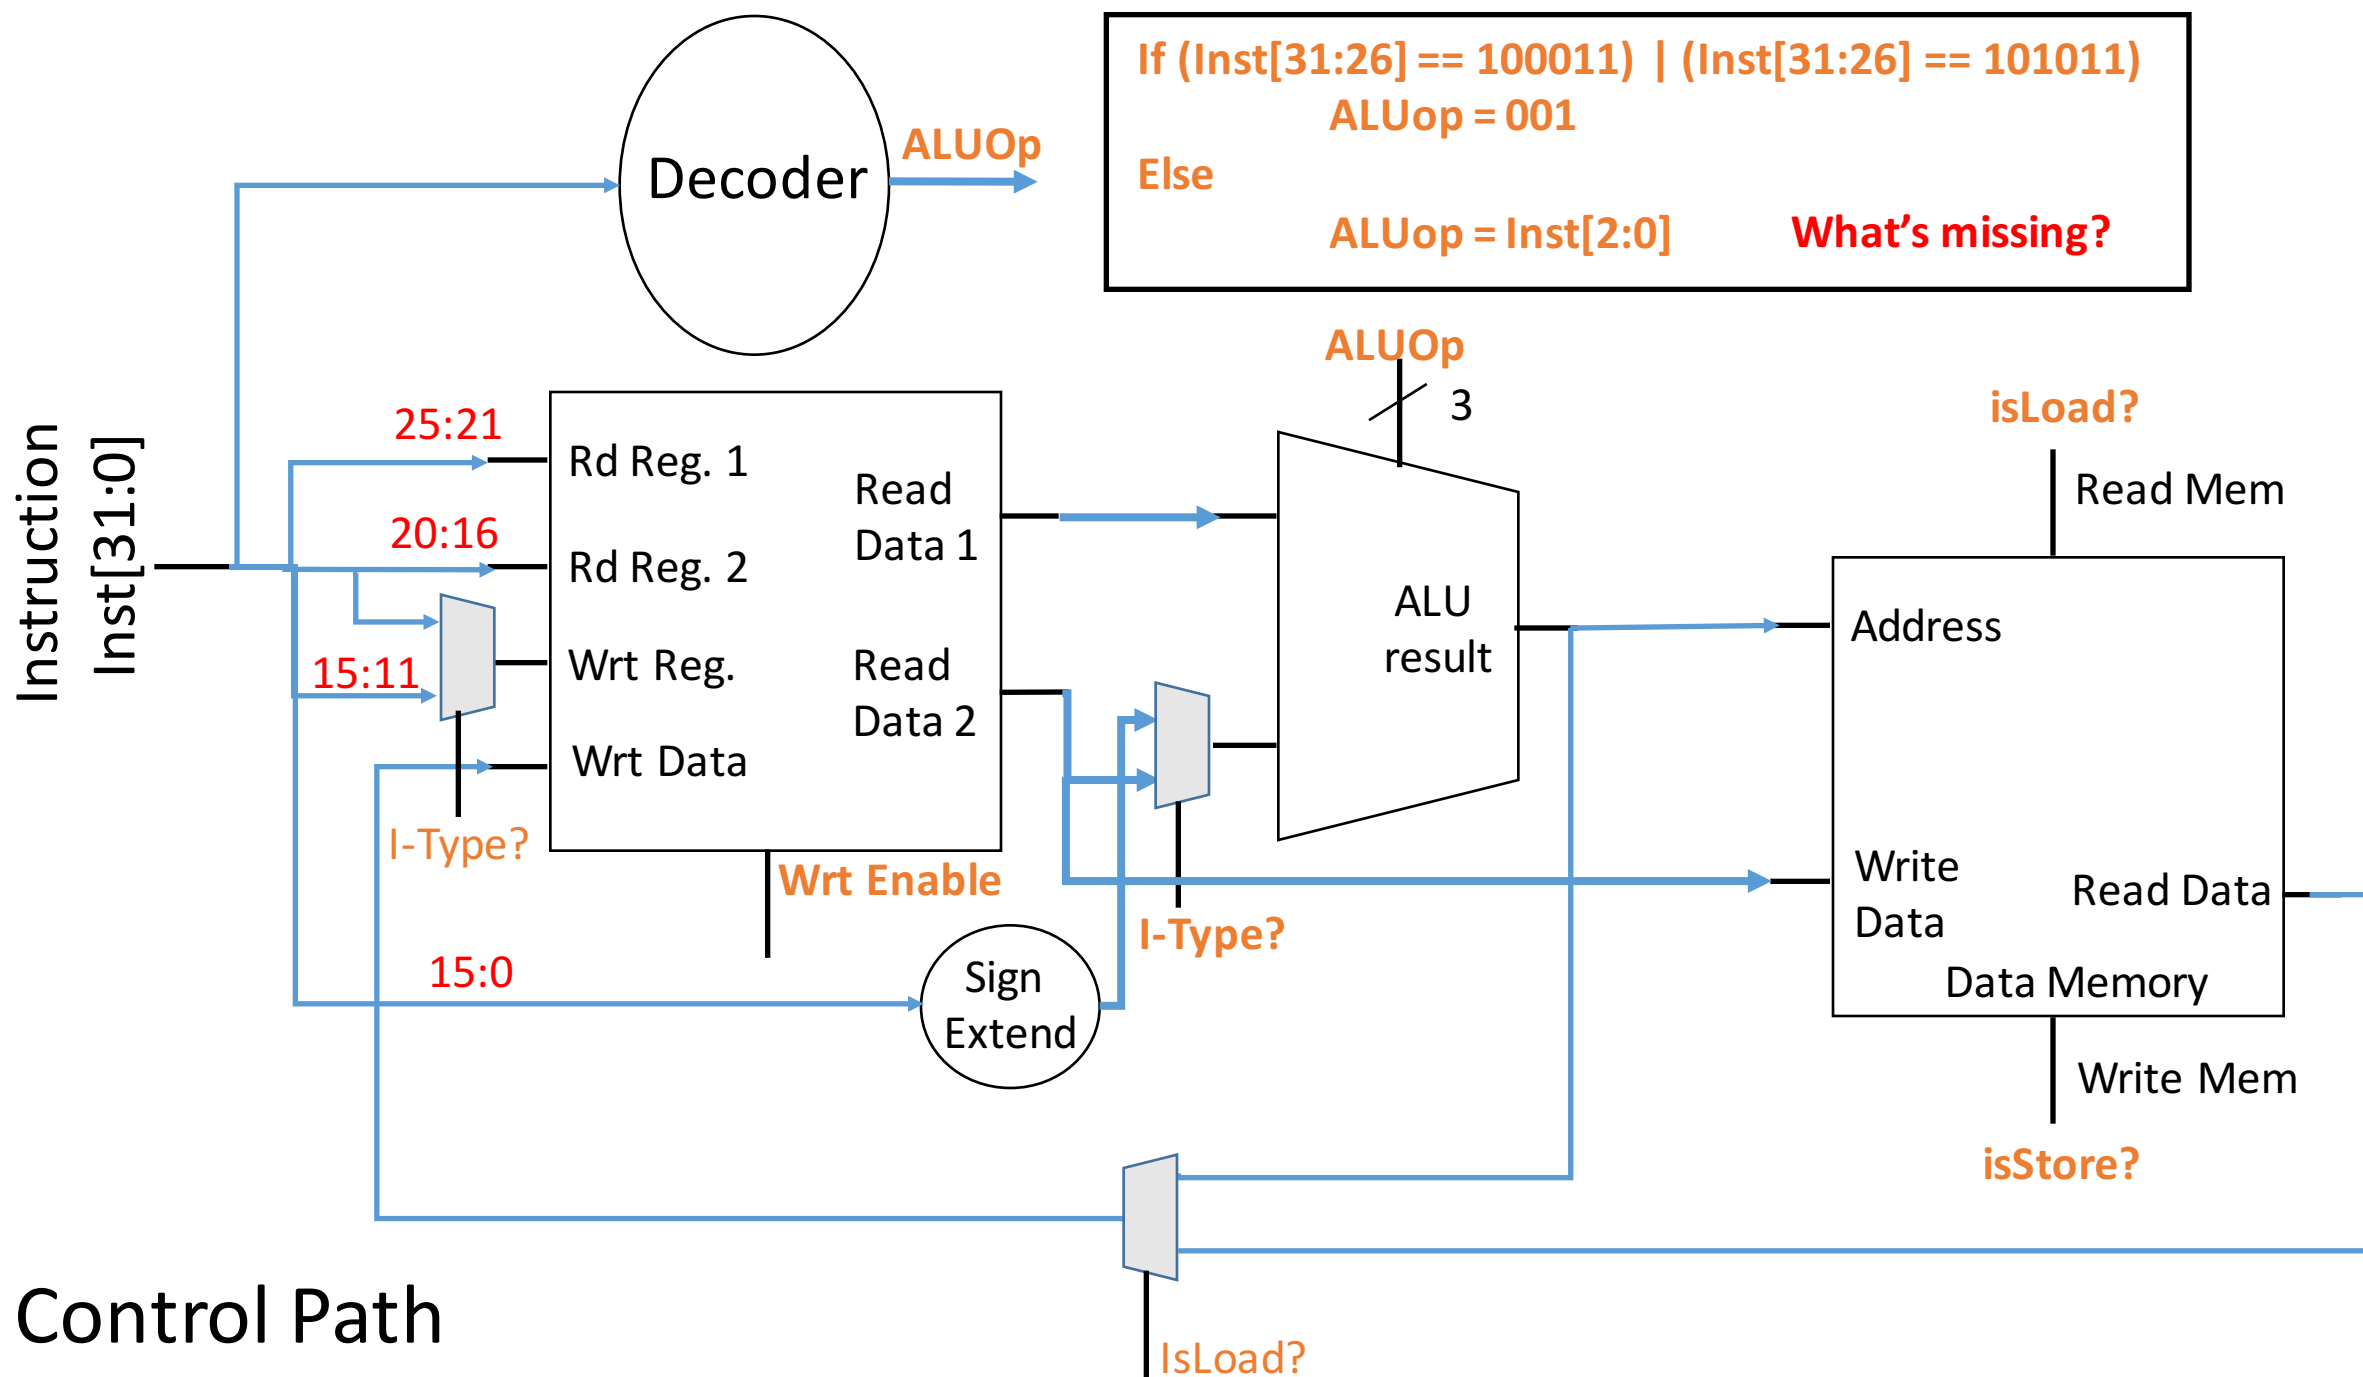 If (Inst[31:26] == 100011) | (Inst[31:26] == 101011)
ALUop = 001
Else
ALUop = Inst[2:0]
What’s missing?
Decoder
ALUOp
ALUOp
3
isLoad?
Read Mem
Instruction
Inst[31:0]
25:21
20:16
15:11
15:0
Rd Reg. 1
Rd Reg. 2
Wrt Reg.
Wrt Data
Read
Data 1
Read
Data 2
I-Type?
Wrt Enable
I-Type?
Sign
Extend
ALU
result
Address
Write
Data
Read Data
Data Memory
Write Mem
isStore?
IsLoad?
Control Path